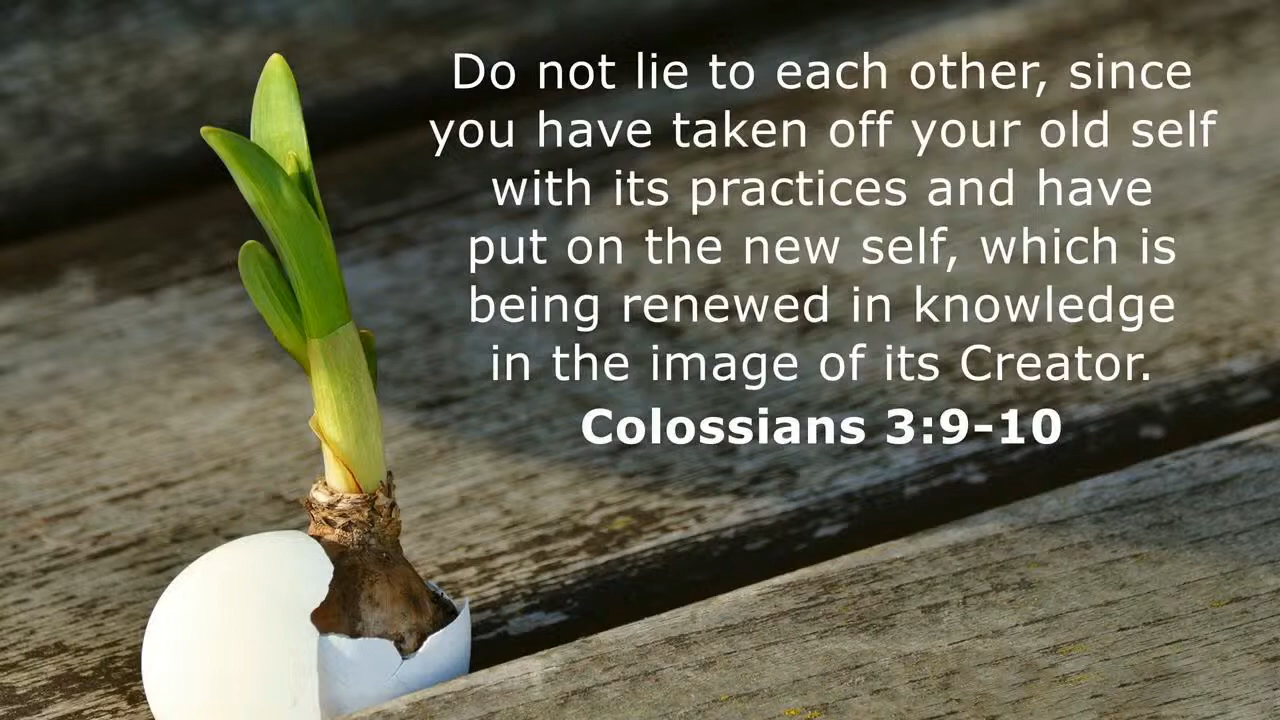 Do not lie to each other, since
you have taken off your old self
with its practices and have
put on the new self, which is
being renewed in knowledge
in the image of its Creator.
Colossians 3:9-10